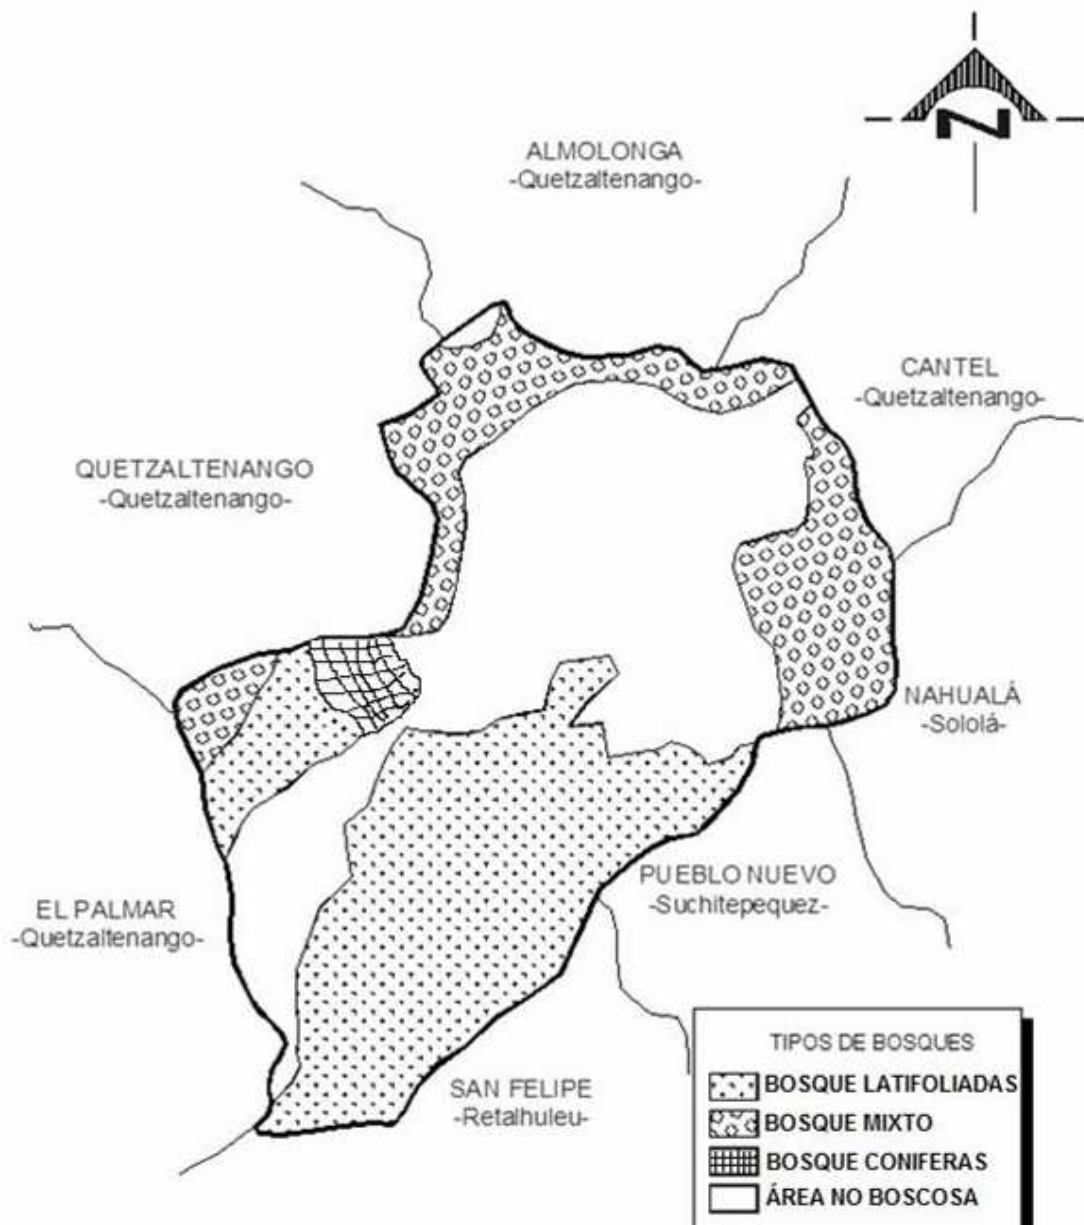 N
ALMOLONGA
-Quetzaltenango-
CANTEL
-Quetzaltenango-
QUETZALTENANGO
-Quetzaltenango-
NAHUALÁ
-Sololá-
PUEBLO NUEVO
-Suchitepequez-
EL PALMAR
-Quetzaltenango-
SAN FELIPE
-Retalhuleu-
TIPOS DE BOSQUES
BOSQUE LATIFOLIADAS
BOSQUE MIXTO
BOSQUE CONIFERAS
ÁREA NO BOSCOSA